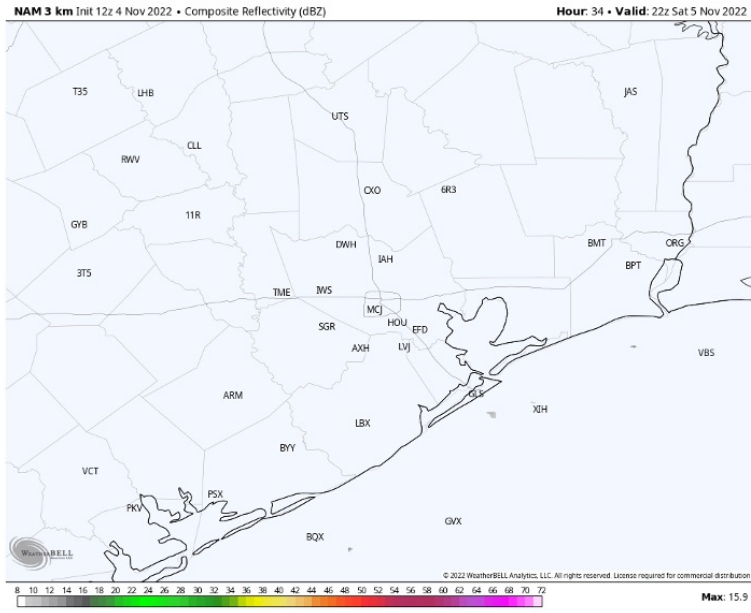 NAM 3 km Init 12z 4 Nov 2022 • Composite Reflectivity (dBZ) Hour: 34 • Valid: 22z Sat 5 Nov 2022
T35 LHB JAS
UTS
CLL
RWV
CXO 6R3
11R
GYB
DWH BMT ORG
IAH
3T5 BPT
TME IWS
MCJ
SGR HOU
EFD
AXH LVJ VBS
ARM GLS
XIH
LBX
BYY
VCT
PSX
PKV
GVX
BQX
WeatherBELL
© 2022 WeatherBELL Analytics, LLC. All rights reserved. License required for commercial distribution
8 10 12 14 16 18 20 22 24 26 28 30 32 34 36 38 40 42 44 46 48 50 52 54 56 58 60 62 64 66 68 70 72 Max: 15.9